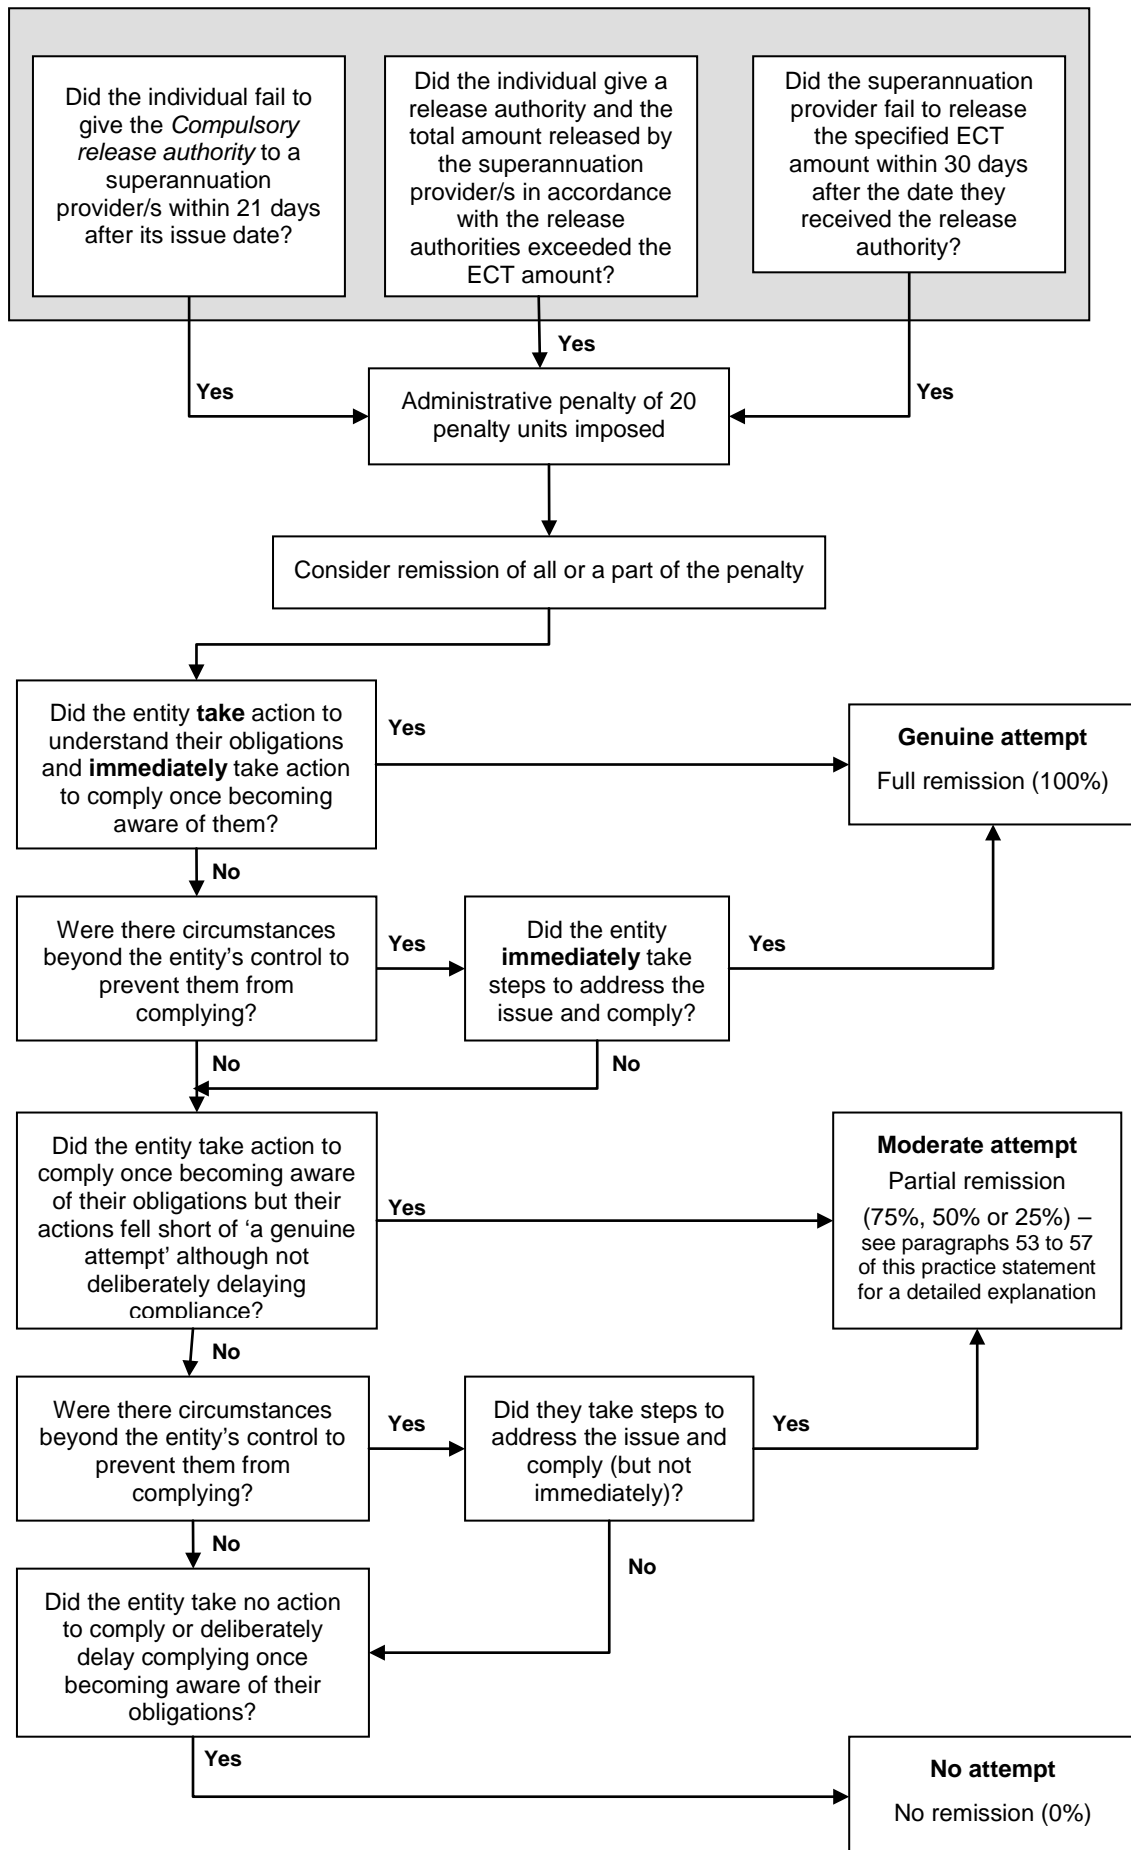 Did the individual fail to
give the Compulsory
release authority to a
superannuation
provider/s within 21 days
after its issue date?
Did the individual give a
release authority and the
total amount released by
the superannuation
provider/s in accordance
with the release
authorities exceeded the
ECT amount?
Did the superannuation
provider fail to release
the specified ECT
amount within 30 days
after the date they
received the release
authority?
Yes
Yes
Yes
Administrative penalty of 20
penalty units imposed
Consider remission of all or a part of the penalty
Did the entity take action to
understand their obligations
and immediately take action
to comply once becoming
aware of them?
Yes
Genuine attempt
Full remission (100%)
No
Were there circumstances
beyond the entity's control to
prevent them from
complying?
Yes
Did the entity
immediately take
steps to address the
issue and comply?
Yes
No
No
Did the entity take action to
comply once becoming aware
of their obligations but their
actions fell short of 'a genuine
attempt' although not
deliberately delaying
compliance?
Yes
Moderate attempt
Partial remission
(75%, 50% or 25%) –
see paragraphs 53 to 57
of this practice statement
for a detailed explanation
No
Were there circumstances
beyond the entity's control to
prevent them from
complying?
Yes
Did they take steps to
address the issue and
comply (but not
immediately)?
Yes
No
No
Did the entity take no action
to comply or deliberately
delay complying once
becoming aware of their
obligations?
Yes
No attempt
No remission (0%)